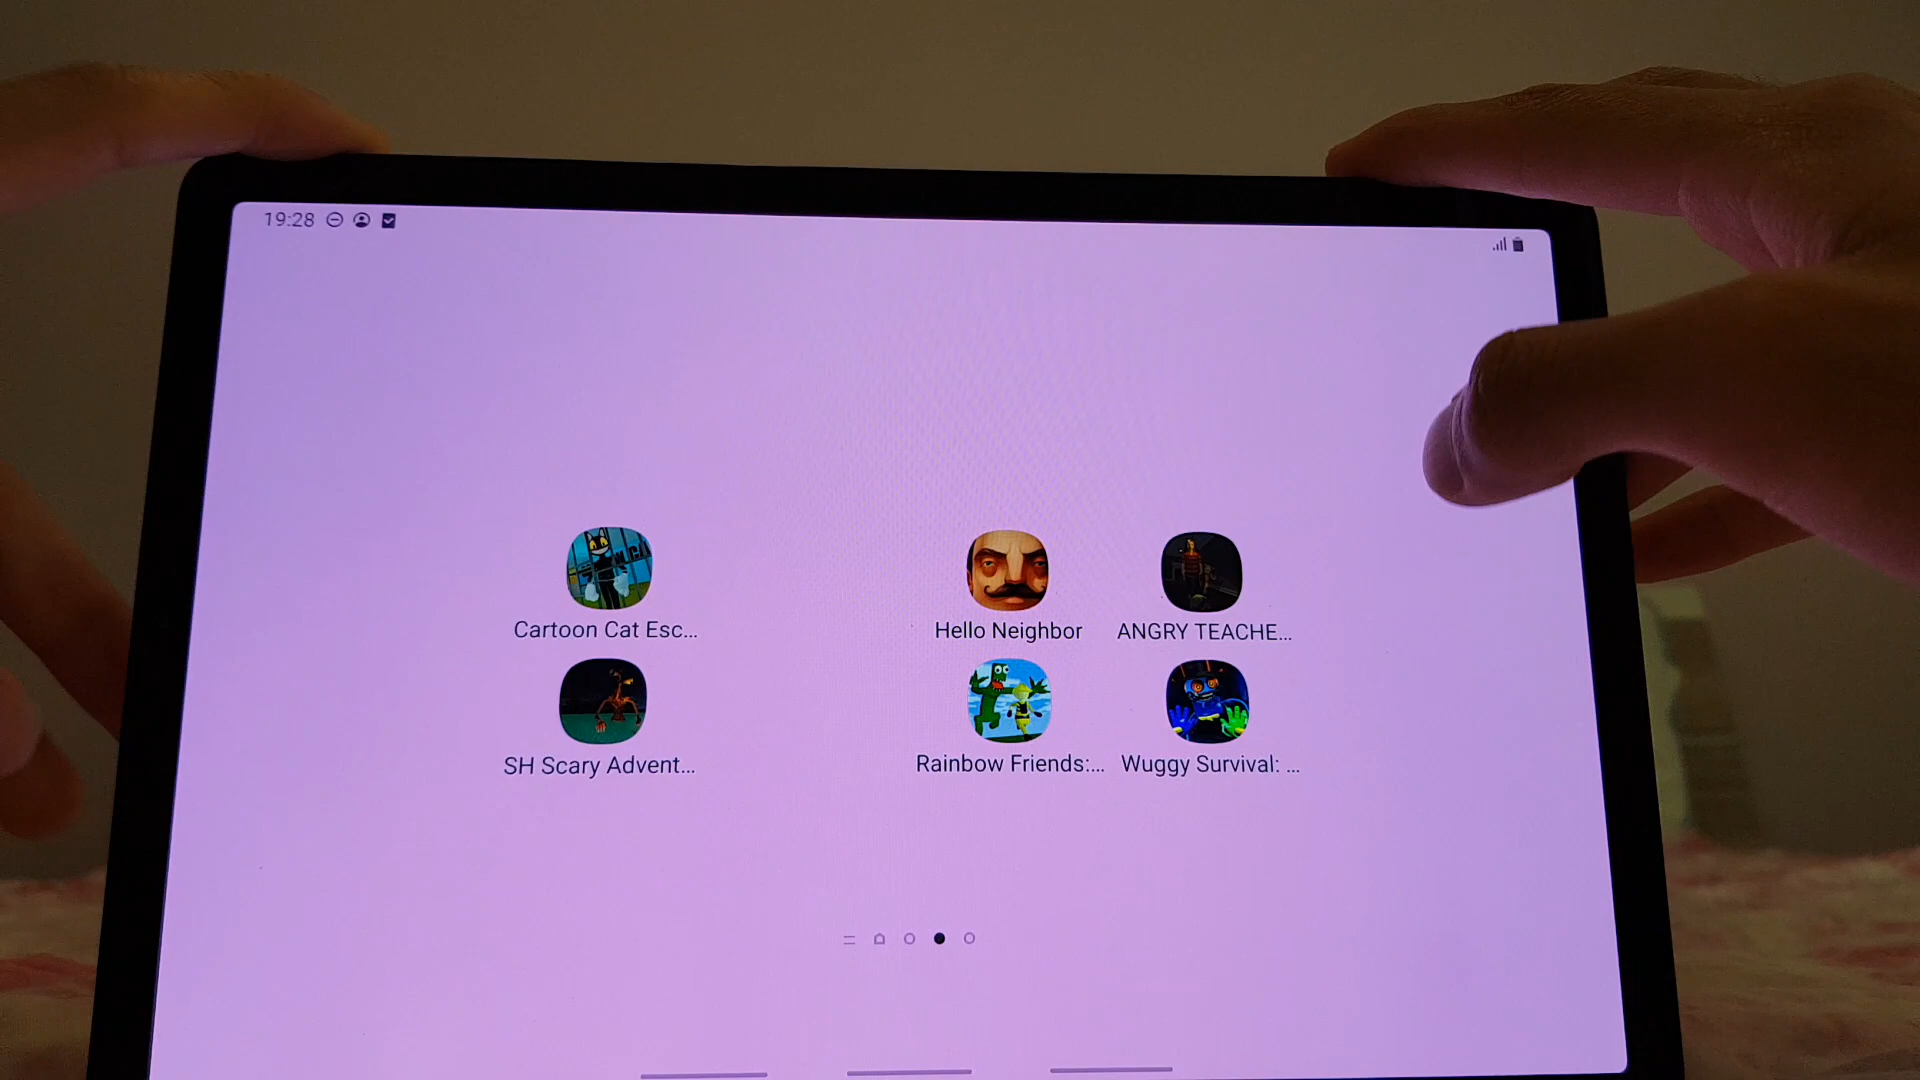 19:28
Cartoon Cat Esc...
Hello Neighbor
ANGRY TEACHE...
SH Scary Advent...
Rainbow Friends:...
Wuggy Survival: ...